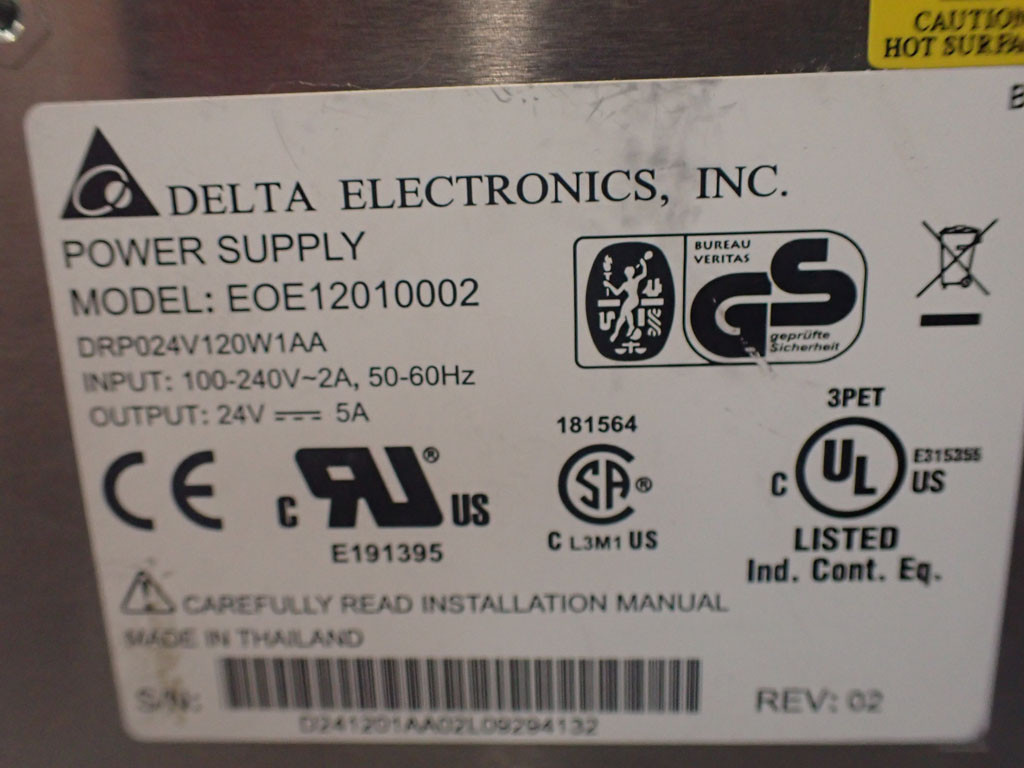 CAUTION
HOT SURFA
DELTA ELECTRONICS, INC.
POWER SUPPLY
MODEL: EOE12010002
DRP024V120W1AA
INPUT: 100-240V~2A, 50-60Hz
OUTPUT: 24V ⎓ 5A
BUREAU
VERITAS
GS
geprüfte
Sicherheit
CE
C RU® US
E191395
181564
SA®
C L3M1 US
3PET
C UL US
E315355
LISTED
Ind. Cont. Eq.
CAREFULLY READ INSTALLATION MANUAL
MADE IN THAILAND
S/N:
D241201AA02L09294132
REV: 02